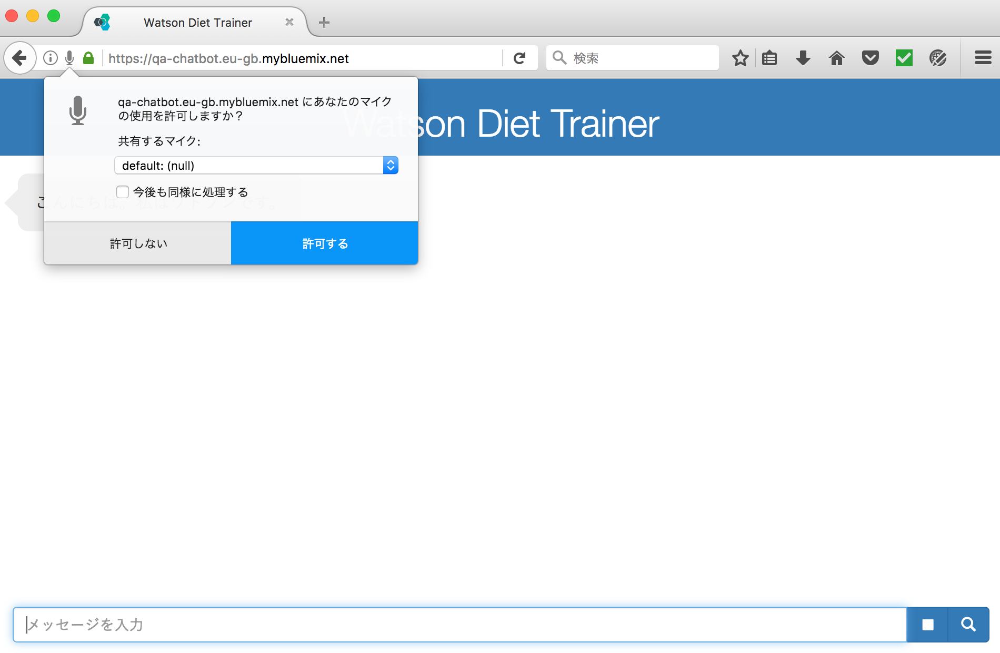 Watson Diet Trainer
https://qa-chatbot.eu-gb.mybluemix.net
検索
qa-chatbot.eu-gb.mybluemix.net にあなたのマイク
の使用を許可しますか？
共有するマイク:
default: (null)
今後も同様に処理する
許可しない
許可する
Watson Diet Trainer
こんにちは。私はワトソンです。
メッセージを入力